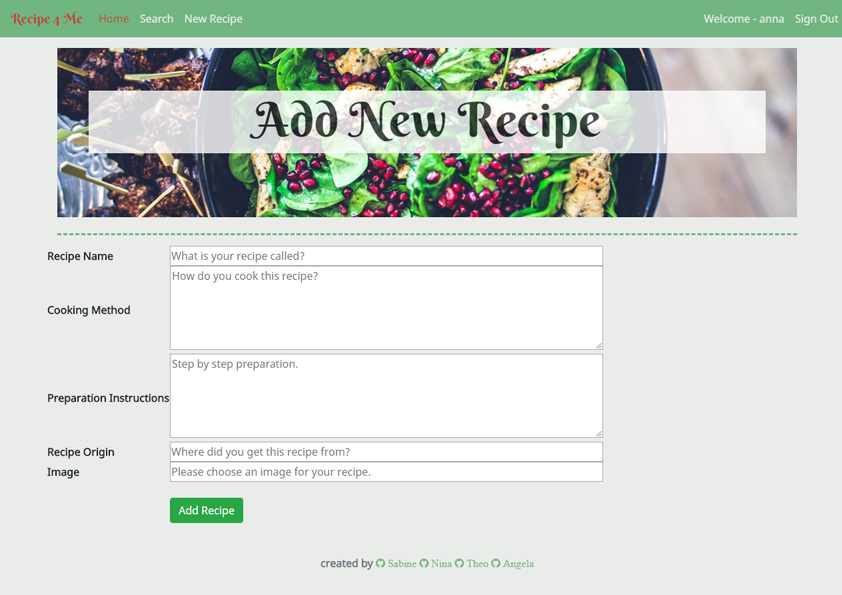 Recipe 4 Me Home Search New Recipe Welcome - anna Sign Out
Add New Recipe
Recipe Name What is your recipe called?
How do you cook this recipe?
Cooking Method
Step by step preparation.
Preparation Instructions
Recipe Origin Where did you get this recipe from?
Image Please choose an image for your recipe.
Add Recipe
created by Sabine Nina Theo Angela